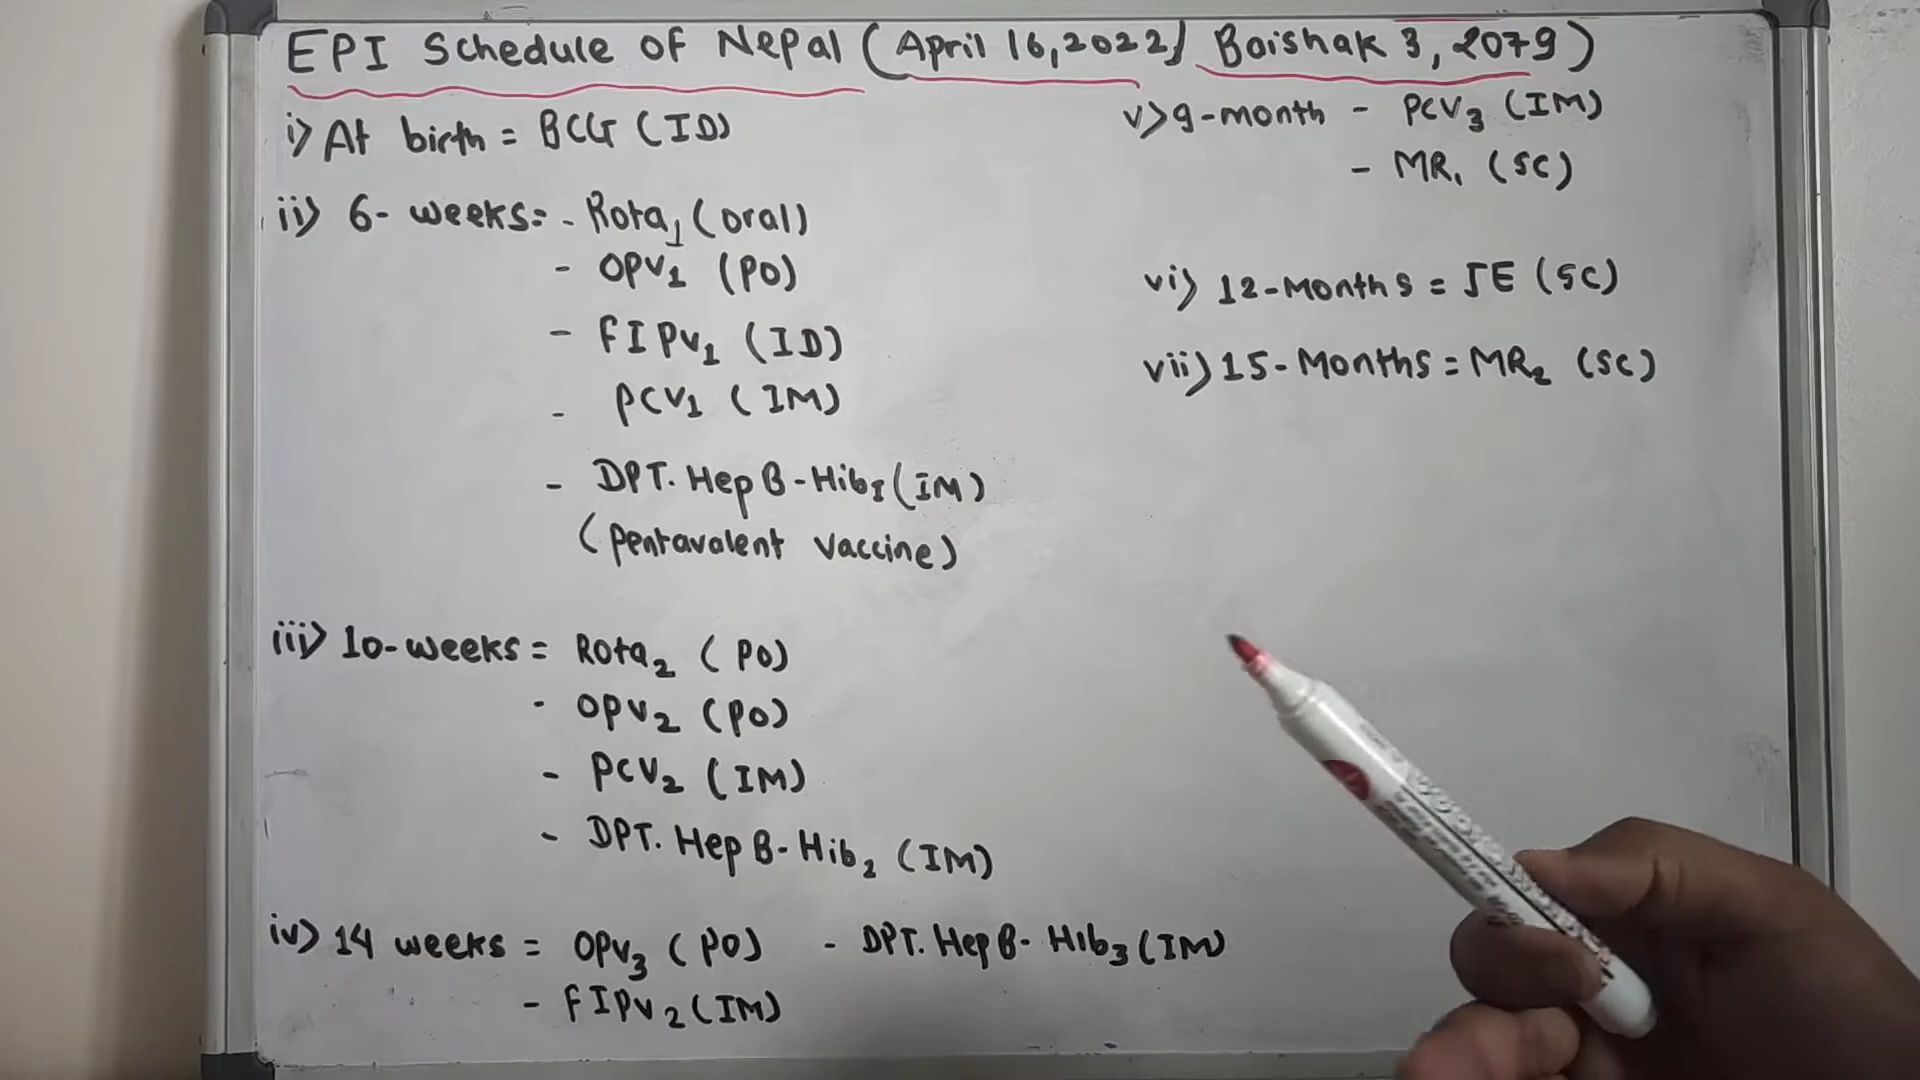 EPI Schedule of Nepal (April 16, 2022/ Baishak 3, 2079)
i) At birth = BCG (ID)
ii) 6- weeks= - Rota1 (oral)
- OPV1 (PO)
- FIPV1 (ID)
- PCV1 (IM)
- DPT. Hep B - Hib1 (IM)
(Pentavalent vaccine)
iii) 10-weeks = Rota2 (PO)
- OPV2 (PO)
- PCV2 (IM)
- DPT. Hep B- Hib2 (IM)
iv) 14 weeks = OPV3 (PO) - DPT. Hep B- Hib3 (IM)
- FIPV2 (IM)
v) 9-month - PCV3 (IM)
- MR1 (SC)
vi) 12-Months = JE (SC)
vii) 15-Months = MR2 (SC)